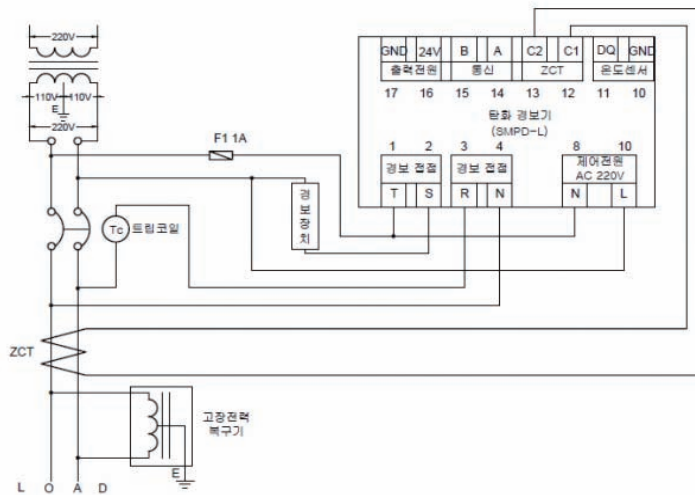 220V
110V 110V
E
220V
F1 1A
GND 24V B A C2 C1 DQ GND
출력전원 통신 ZCT 온도센서
17 16 15 14 13 12 11 10
탄화 경보기
(SMPD-L)
1 2 3 4 8 10
경보 접점 경보 접점 제어전원
AC 220V
T S R N N L
경보장치
Tc 트립코일
ZCT
고장전력
복구기
E
L O A D